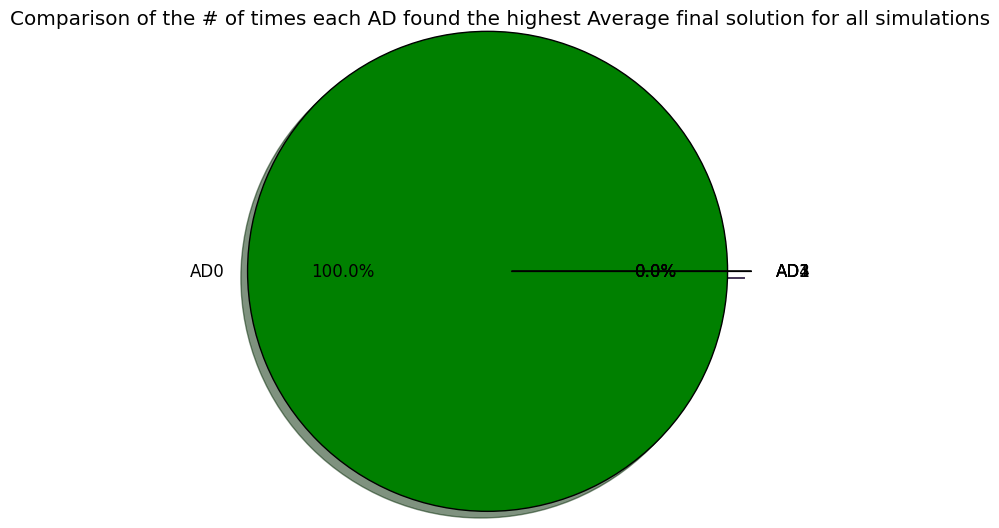 Comparison of the # of times each AD found the highest Average final solution for all simulations
AD0
100.0%
0.0%